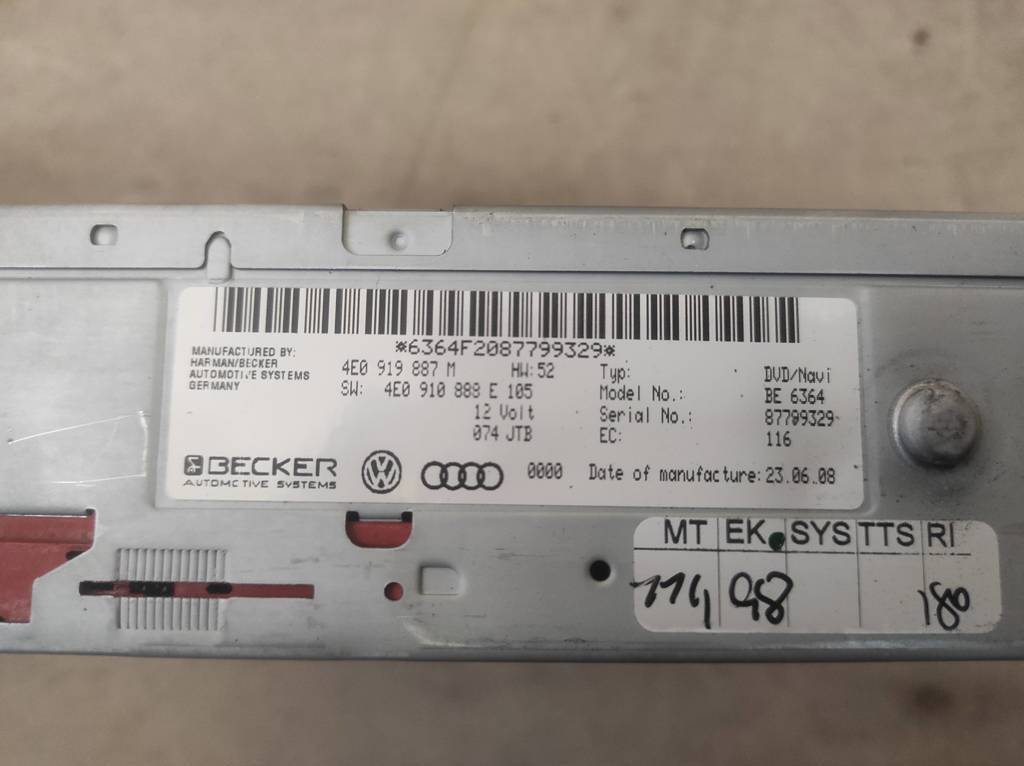 *6364F2087799329*
MANUFACTURED BY:
HARMAN/BECKER
AUTOMOTIVE SYSTEMS
GERMANY
4E0 919 887 M HW:52
SW: 4E0 910 888 E 105
12 Volt
074 JTB
Typ: DVD/Navi
Model No.: BE 6364
Serial No.: 87799329
EC: 116
BECKER
AUTOMOTIVE SYSTEMS
VW
0000 Date of manufacture: 23.06.08
MT EK. SYS TTS RI
98 180